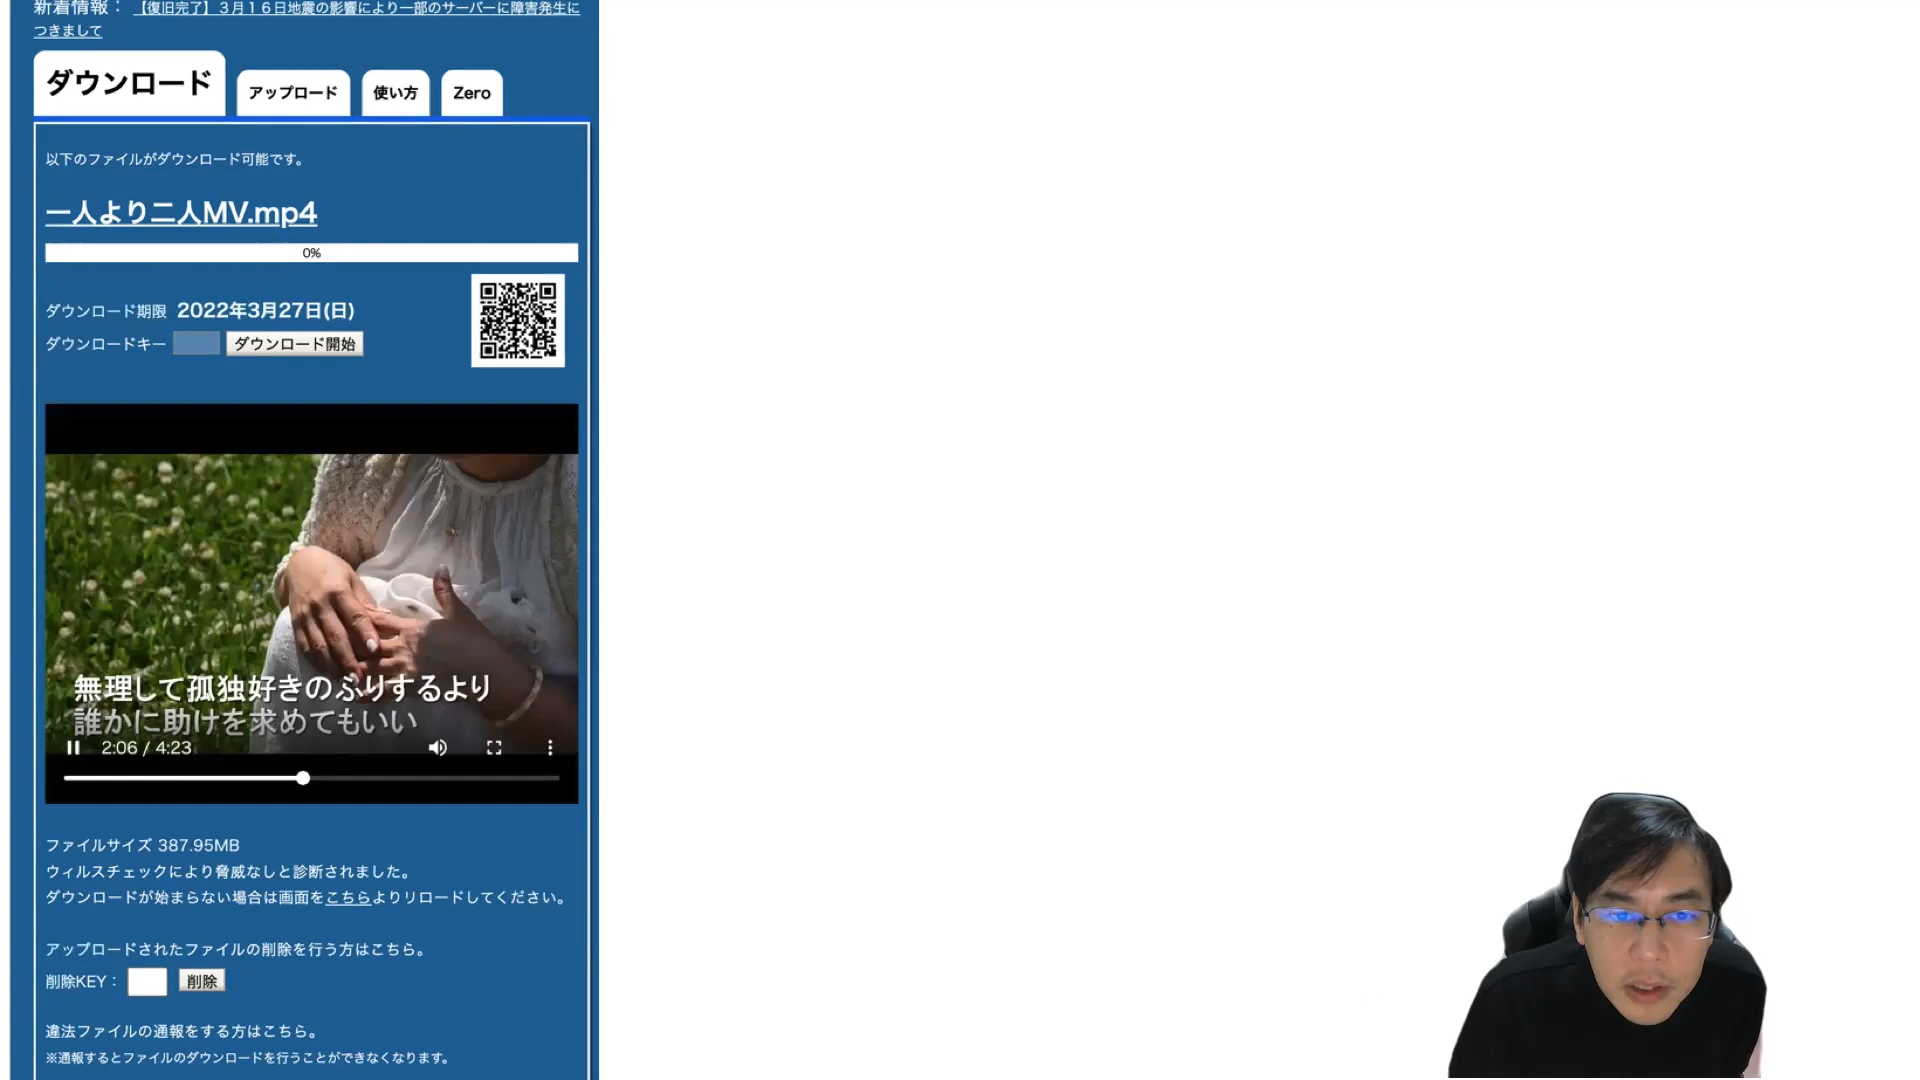 新着情報： 【復旧完了】３月１６日地震の影響により一部のサーバーに障害発生に
つきまして
ダウンロード アップロード 使い方 Zero
以下のファイルがダウンロード可能です。
一人より二人MV.mp4
0%
ダウンロード期限 2022年3月27日(日)
ダウンロードキー ダウンロード開始
無理して孤独好きのふりするより
誰かに助けを求めてもいい
2:06 / 4:23
ファイルサイズ 387.95MB
ウィルスチェックにより脅威なしと診断されました。
ダウンロードが始まらない場合は画面をこちらよりリロードしてください。
アップロードされたファイルの削除を行う方はこちら。
削除KEY： 削除
違法ファイルの通報をする方はこちら。
※通報するとファイルのダウンロードを行うことができなくなります。